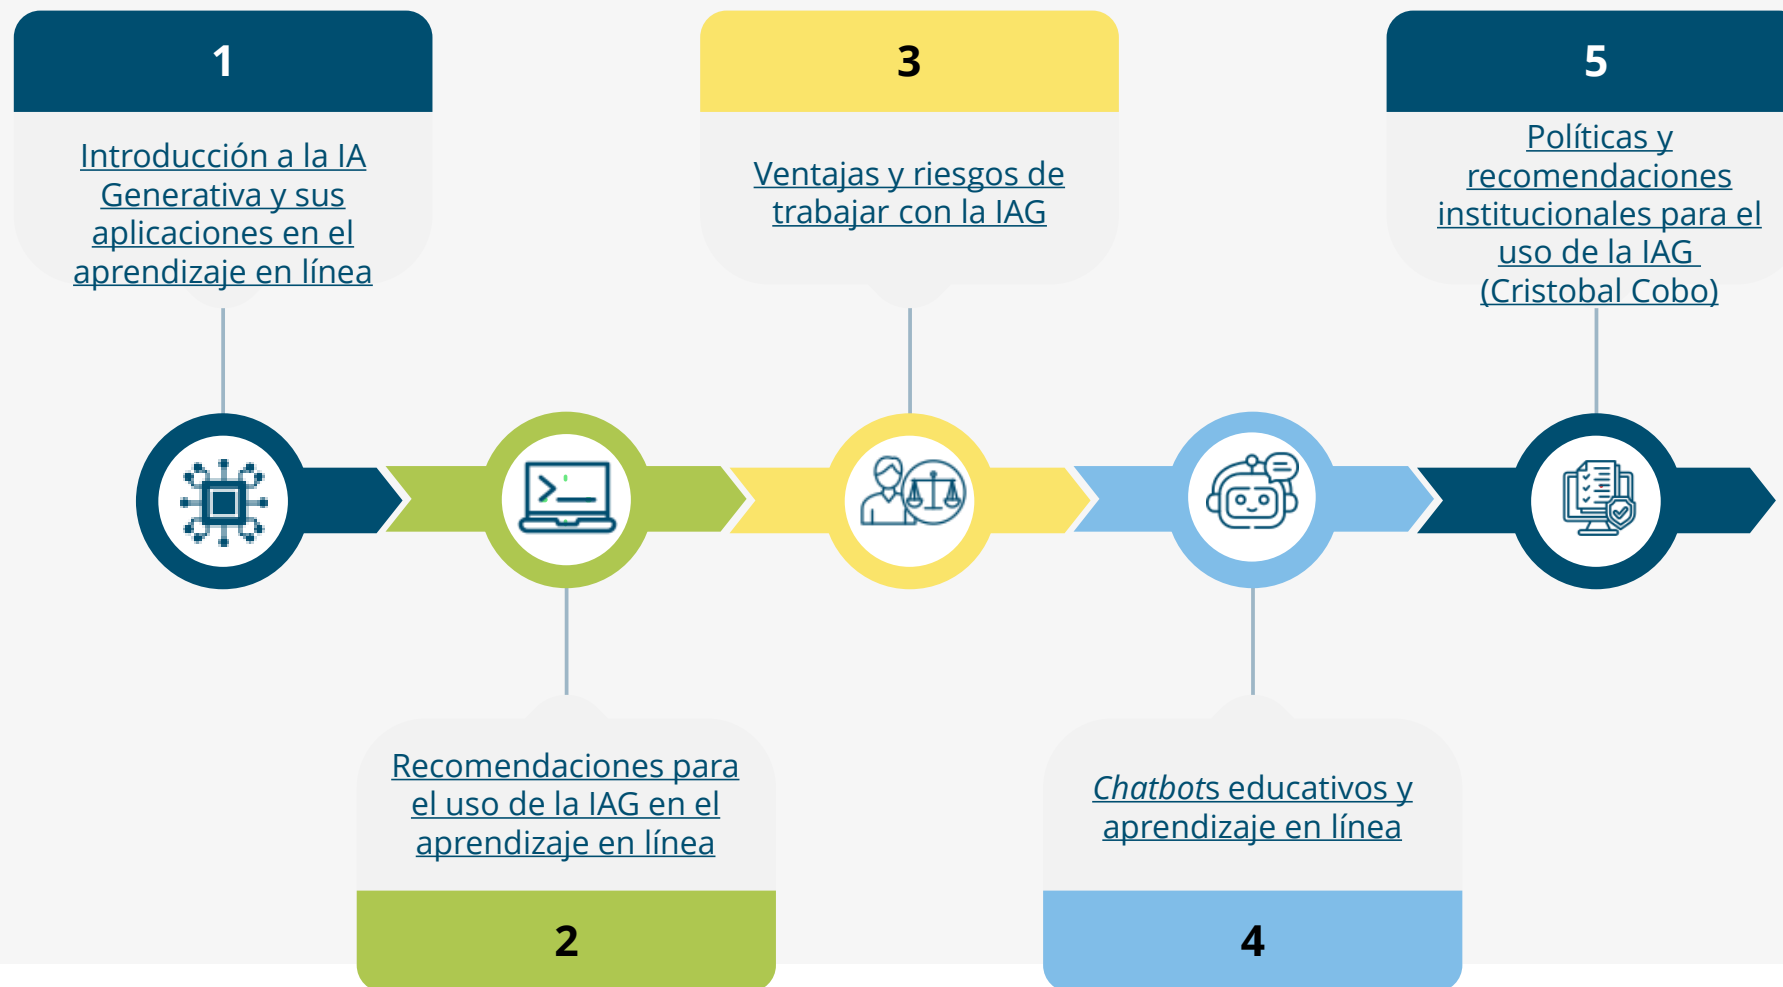 1
Introducción a la IA
Generativa y sus
aplicaciones en el
aprendizaje en línea
2
Recomendaciones para
el uso de la IAG en el
aprendizaje en línea
3
Ventajas y riesgos de
trabajar con la IAG
4
Chatbots educativos y
aprendizaje en línea
5
Políticas y
recomendaciones
institucionales para el
uso de la IAG
(Cristobal Cobo)